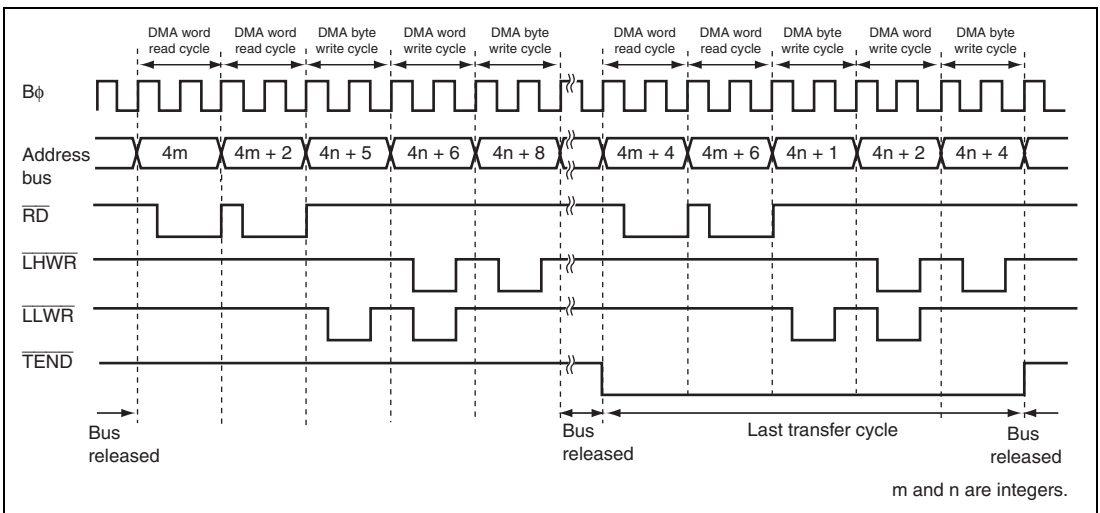 DMA word read cycle DMA word read cycle DMA byte write cycle DMA word write cycle DMA byte write cycle DMA word read cycle DMA word read cycle DMA byte write cycle DMA word write cycle DMA byte write cycle
Bϕ
Address bus 4m 4m + 2 4n + 5 4n + 6 4n + 8 4m + 4 4m + 6 4n + 1 4n + 2 4n + 4
RD
LHWR
LLWR
TEND
Bus released Bus released Last transfer cycle Bus released
m and n are integers.